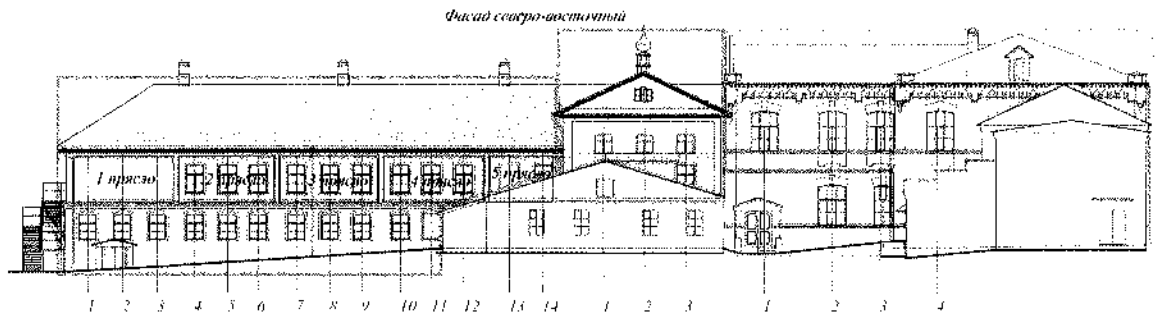 Фасад северо-восточный
1 прясло 2 прясло 3 прясло 4 прясло 5 прясло
1 2 3 4 5 6 7 8 9 10 11 12 13 14 1 2 3 1 2 3 4